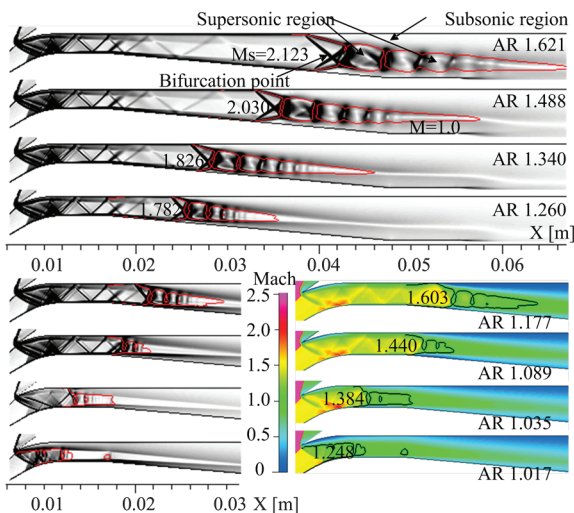 Supersonic region Subsonic region
Ms=2.123 AR 1.621
Bifurcation point
2.030 AR 1.488
M=1.0
1.826 AR 1.340
1.782 AR 1.260
X [m]
0.01 0.02 0.03 0.04 0.05 0.06
Mach
2.5
2.0
1.5
1.0
0.5
0
1.603
AR 1.177
1.440
AR 1.089
1.384
AR 1.035
1.248
AR 1.017
0.01 0.02 0.03 X [m]